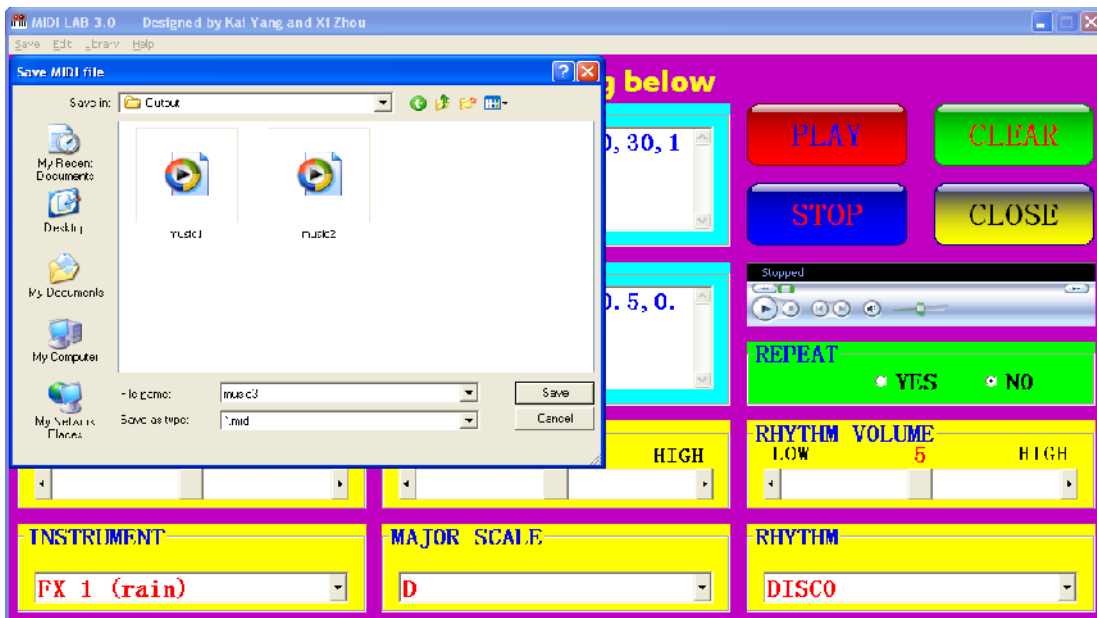 MIDI LAB 3.0 Designed by Kai Yang and Xi Zhou
Save Edit Library Help
Save MIDI file
g below
Save in: Output
My Recent
Documents
Desktop
My Documents
My Computer
My Network
Places
music1
music2
File name: music3
Save as type: *.mid
Save
Cancel
0, 30, 1
0. 5, 0.
PLAY
CLEAR
STOP
CLOSE
Stopped
REPEAT
YES
NO
HIGH
RHYTHM VOLUME
LOW 5 HIGH
INSTRUMENT
FX 1 (rain)
MAJOR SCALE
D
RHYTHM
DISCO